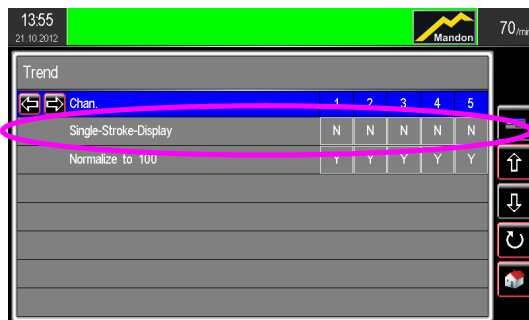 13:55
21.10.2012
Mandon
70/min
Trend
Chan. 1 2 3 4 5
Single-Stroke-Display N N N N N
Normalize to 100 Y Y Y Y Y